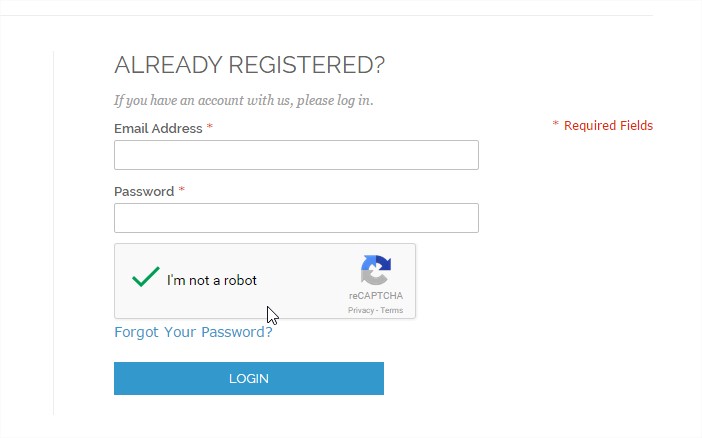 ALREADY REGISTERED?
If you have an account with us, please log in.
Email Address *
* Required Fields
Password *
I'm not a robot
reCAPTCHA
Privacy - Terms
Forgot Your Password?
LOGIN